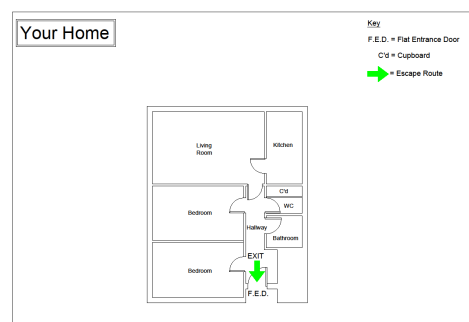 Your Home
Key
F.E.D. = Flat Entrance Door
C'd = Cupboard
= Escape Route
Living
Room
Kitchen
C'd
WC
Bedroom
Hallway
Bathroom
EXIT
Bedroom
F.E.D.